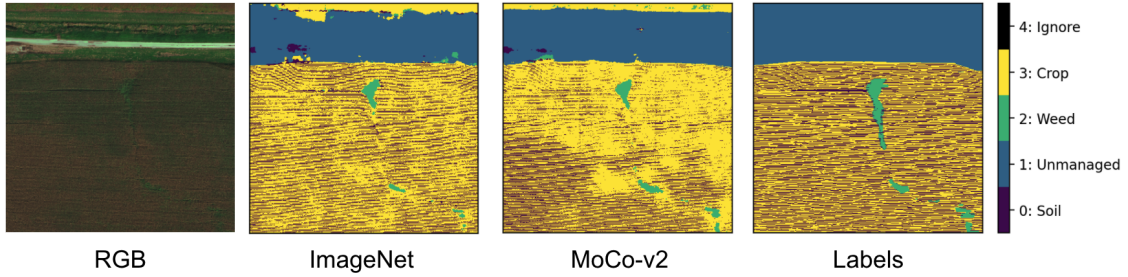 4: Ignore
3: Crop
2: Weed
1: Unmanaged
0: Soil
RGB
ImageNet
MoCo-v2
Labels